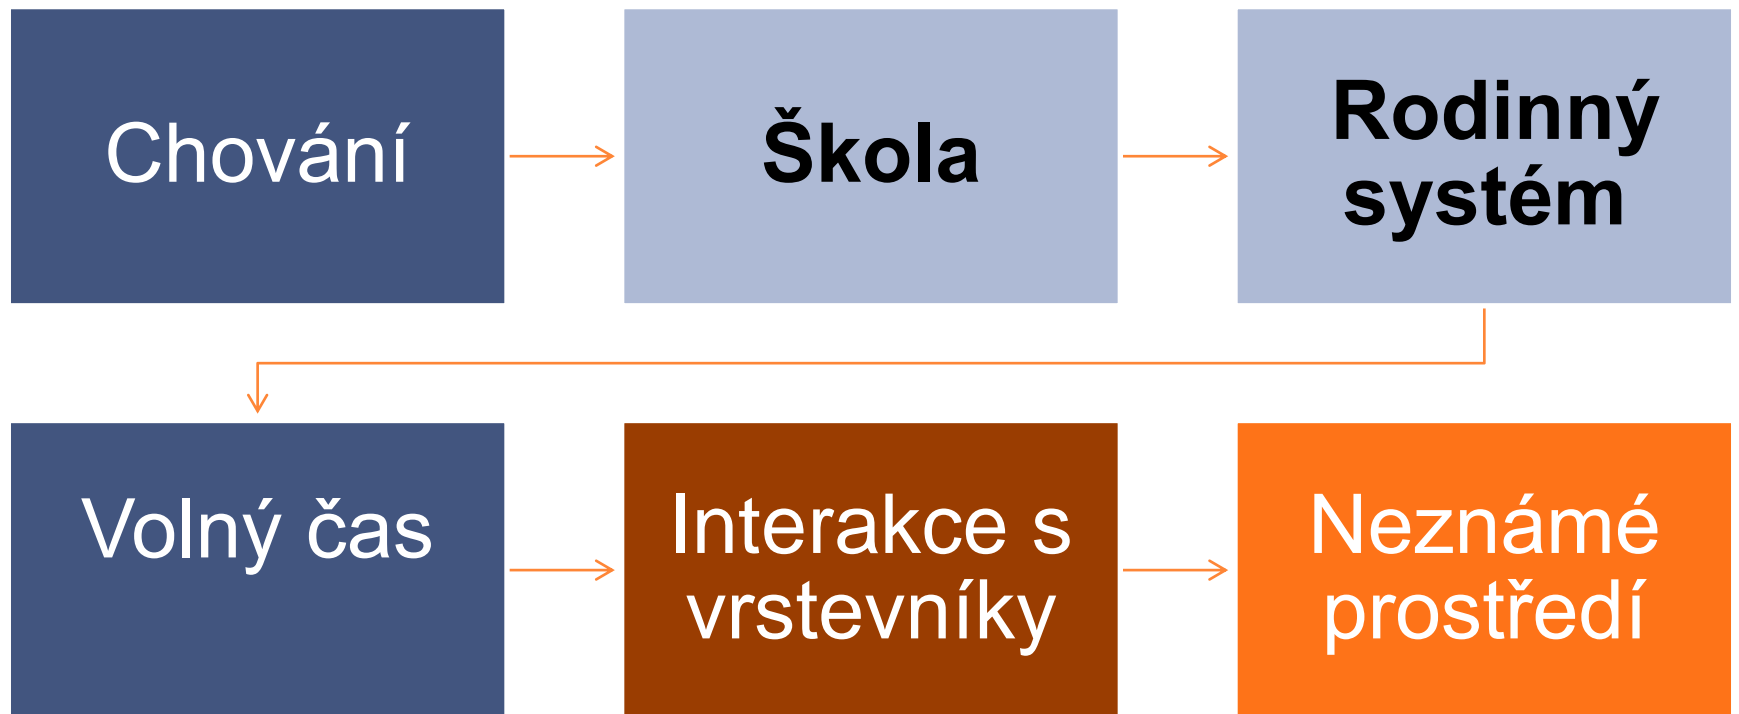 Chování
Škola
Rodinný
systém
Volný čas
Interakce s
vrstevníky
Neznámé
prostředí